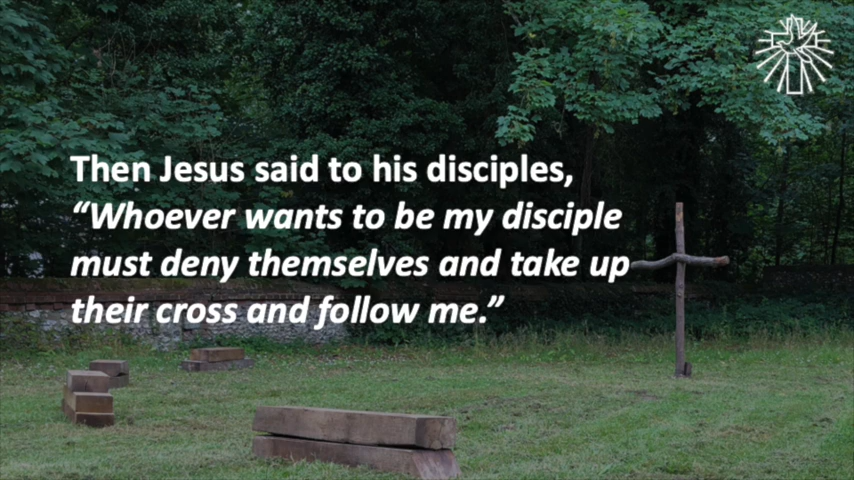 Then Jesus said to his disciples,
“Whoever wants to be my disciple
must deny themselves and take up
their cross and follow me.”